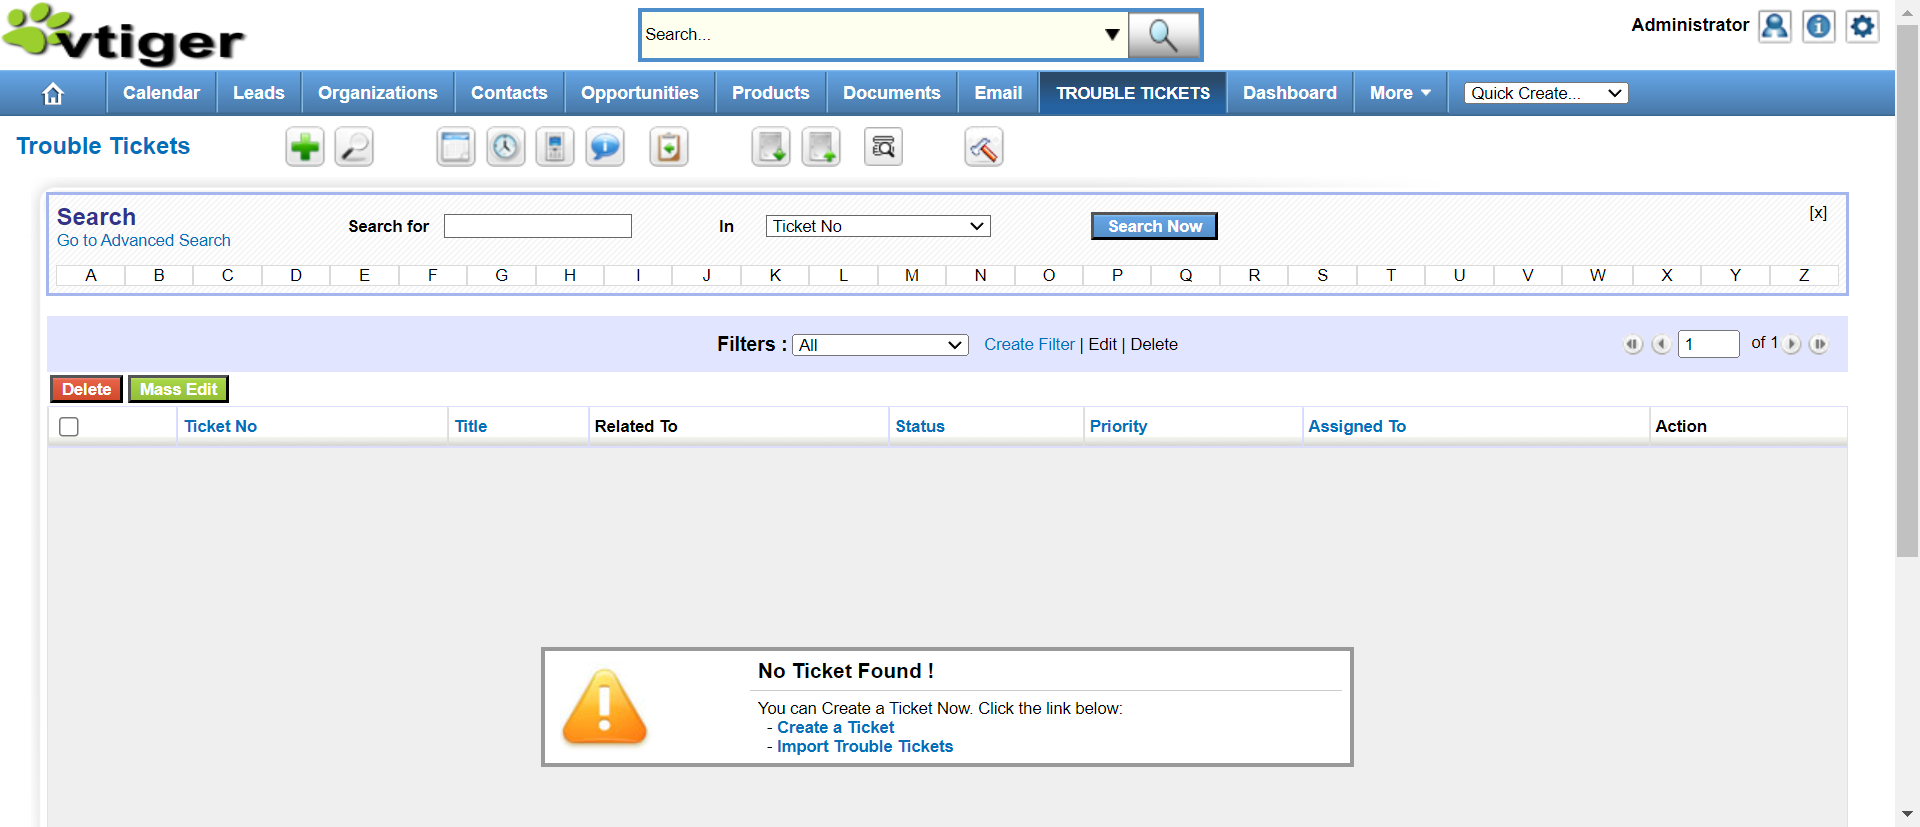 vtiger
Search...
Administrator
Calendar Leads Organizations Contacts Opportunities Products Documents Email TROUBLE TICKETS Dashboard More Quick Create...
Trouble Tickets
Search
Go to Advanced Search
Search for
In
Ticket No
Search Now
[x]
A B C D E F G H I J K L M N O P Q R S T U V W X Y Z
Filters : All Create Filter | Edit | Delete
1 of 1
Delete Mass Edit
Ticket No Title Related To Status Priority Assigned To Action
No Ticket Found !
You can Create a Ticket Now. Click the link below:
- Create a Ticket
- Import Trouble Tickets